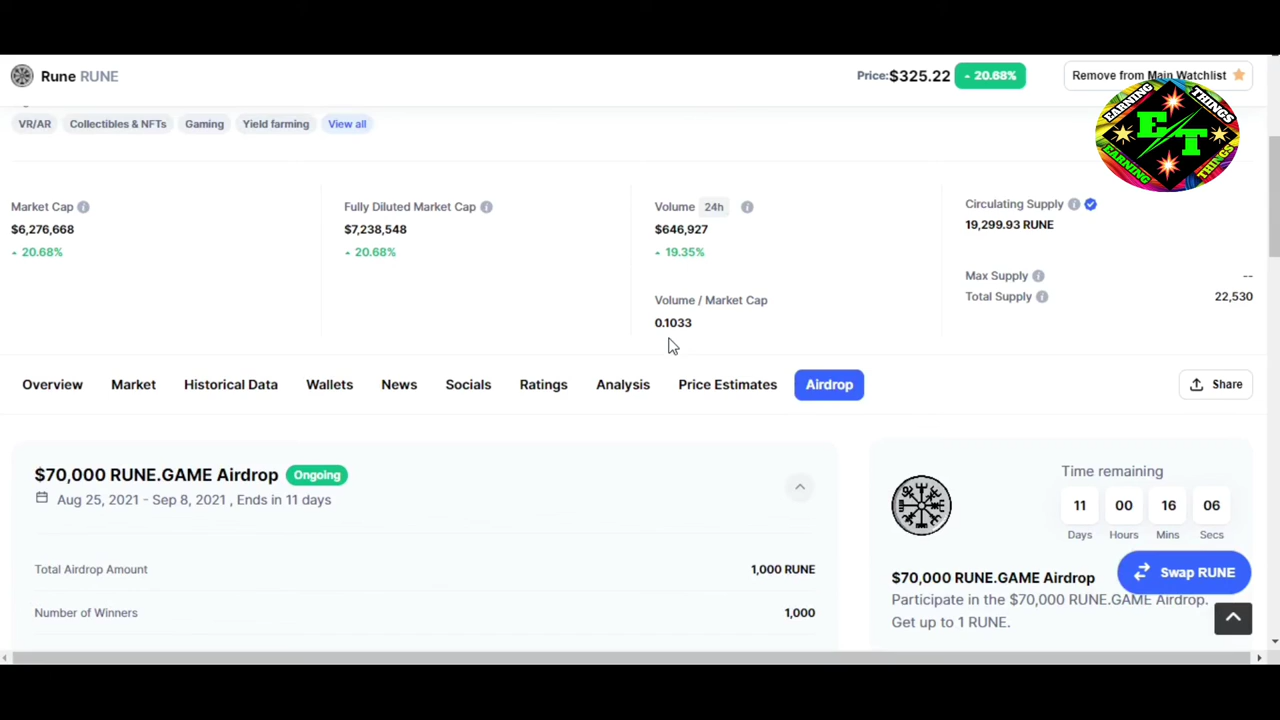 Rune RUNE
Price:$325.22 20.68%
Remove from Main Watchlist
EARNING THINGS
ET
EARNING THINGS
VR/AR Collectibles & NFTs Gaming Yield farming View all
Market Cap
$6,276,668
20.68%
Fully Diluted Market Cap
$7,238,548
20.68%
Volume 24h
$646,927
19.35%
Volume / Market Cap
0.1033
Circulating Supply
19,299.93 RUNE
Max Supply --
Total Supply 22,530
Overview Market Historical Data Wallets News Socials Ratings Analysis Price Estimates Airdrop Share
$70,000 RUNE.GAME Airdrop Ongoing
Aug 25, 2021 - Sep 8, 2021 , Ends in 11 days
Total Airdrop Amount 1,000 RUNE
Number of Winners 1,000
Time remaining
11 00 16 06
Days Hours Mins Secs
Swap RUNE
$70,000 RUNE.GAME Airdrop
Participate in the $70,000 RUNE.GAME Airdrop.
Get up to 1 RUNE.